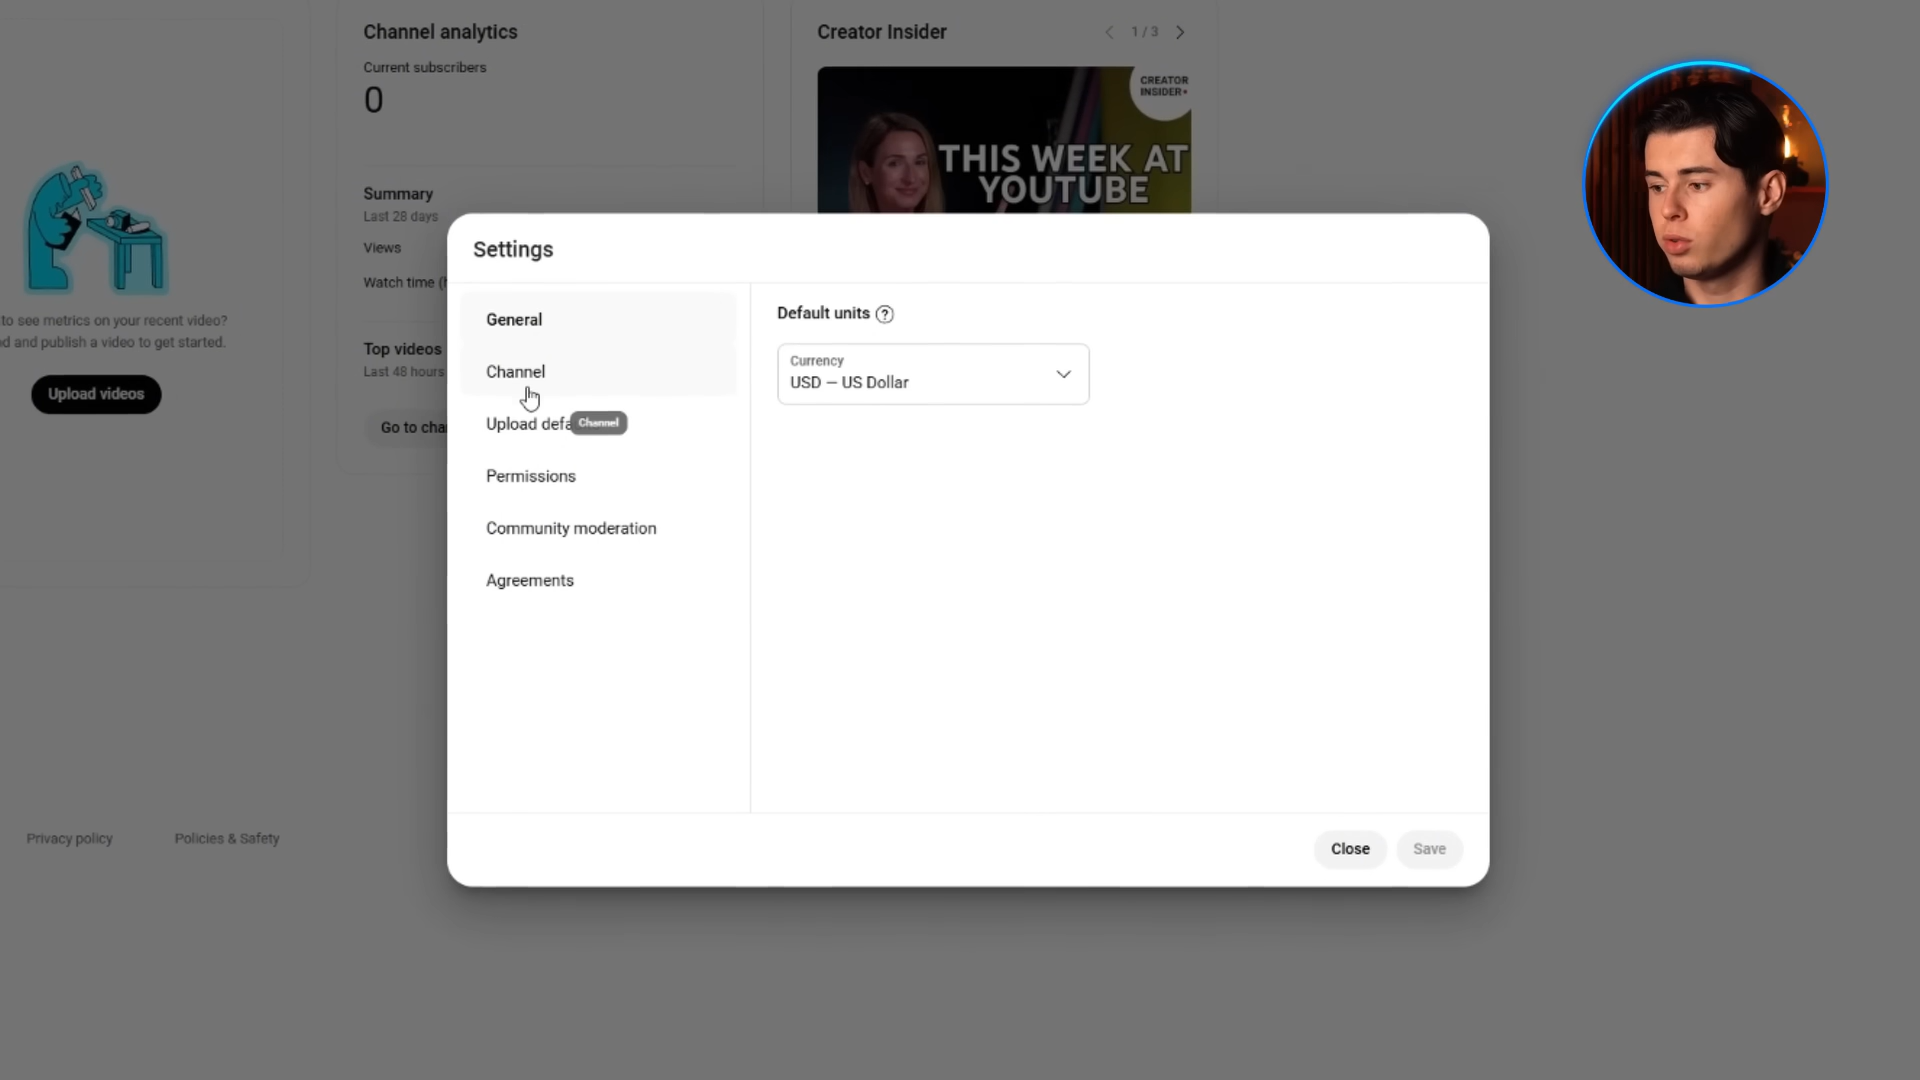 Channel analytics
Current subscribers
0
Summary
Last 28 days
Views
Watch time (h
Top videos
Last 48 hours
Go to chan
to see metrics on your recent video?
d and publish a video to get started.
Upload videos
Privacy policy
Policies & Safety
Creator Insider
1 / 3
CREATOR
INSIDER
THIS WEEK AT
YOUTUBE
Settings
General
Channel
Upload defa
Channel
Permissions
Community moderation
Agreements
Default units ?
Currency
USD – US Dollar
Close
Save